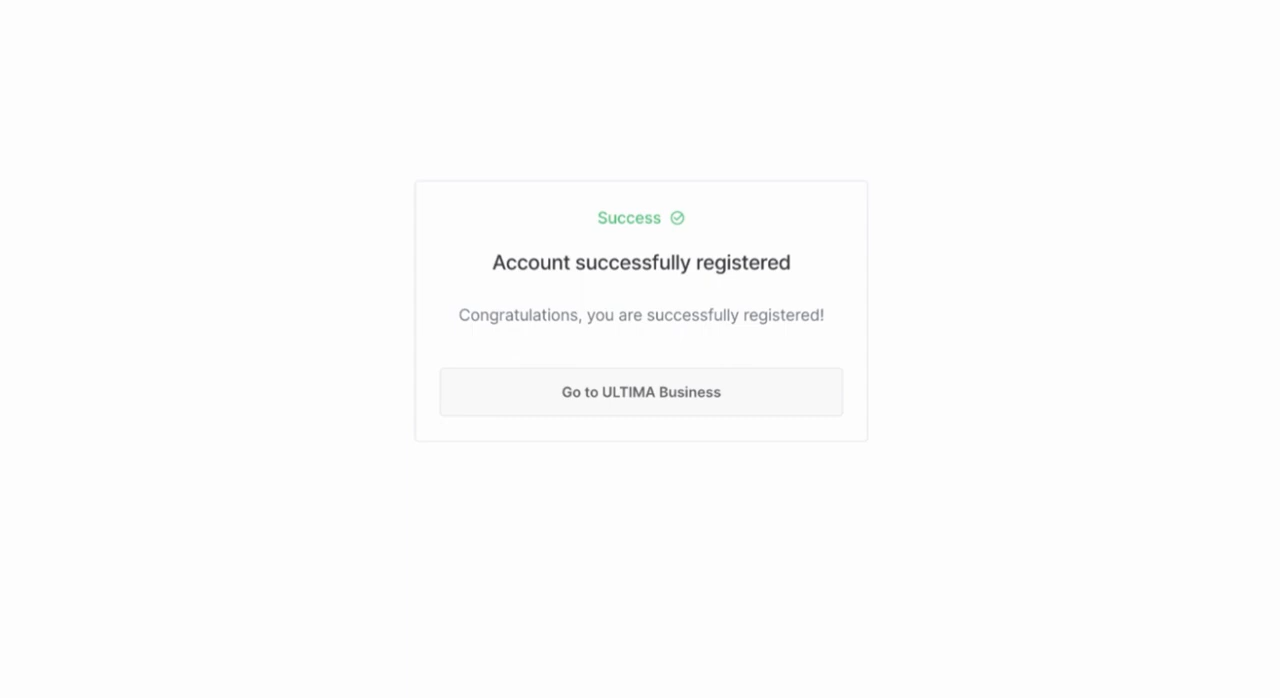 Success
Account successfully registered
Congratulations, you are successfully registered!
Go to ULTIMA Business